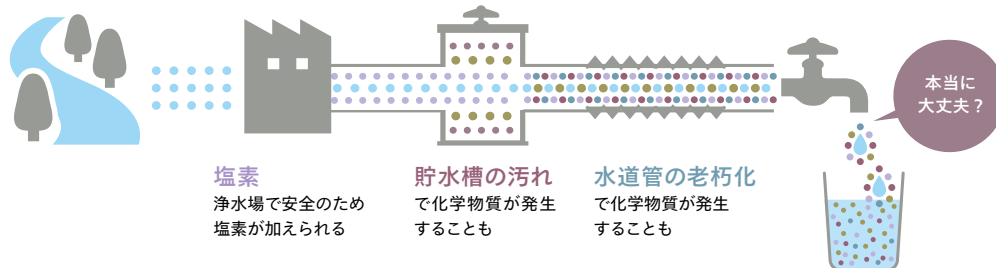 本当に
大丈夫？
塩素
浄水場で安全のため
塩素が加えられる
貯水槽の汚れ
で化学物質が発生
することも
水道管の老朽化
で化学物質が発生
することも